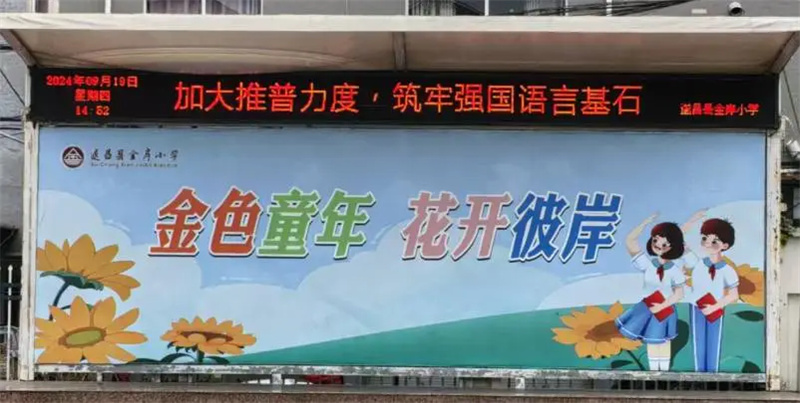 2024年09月19日
星期四
14:52
加大推普力度,筑牢强国语言基石
遂昌县金岸小学
遂昌县金岸小学
金色童年 花开彼岸